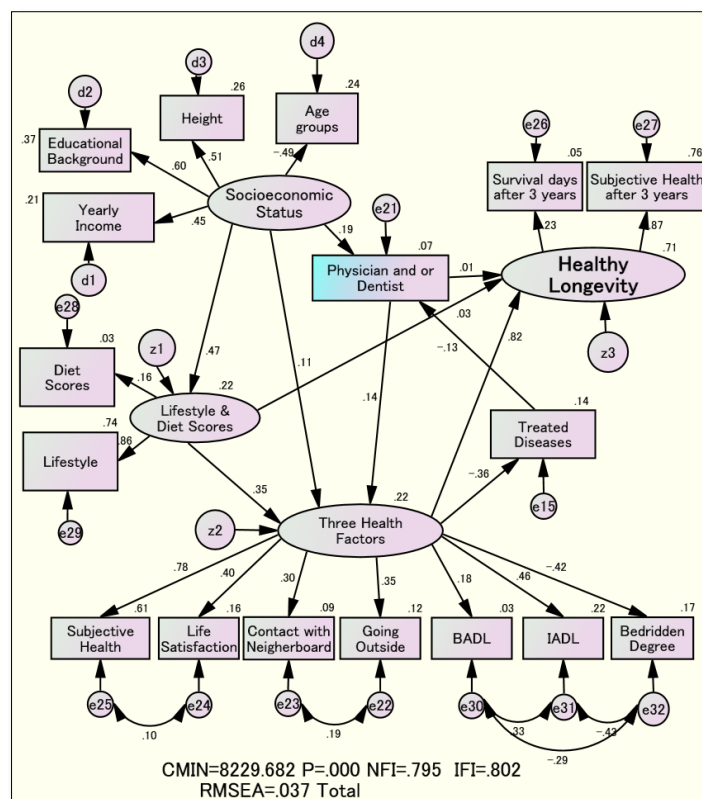 d4
d3
.24
d2
.26
Age
groups
Height
e26
e27
.37
Educational
Background
.60
.51
-.49
.05
.76
Survival days
after 3 years
Subjective Health
after 3 years
.21
Yearly
Income
.45
Socioeconomic
Status
e21
.19
.07
.23
.87
.71
d1
Physician and or
Dentist
.01
Healthy
Longevity
e28
.03
.03
z1
.47
.11
-.13
.82
z3
Diet
Scores
.16
.22
.14
.14
.74
Lifestyle &
Diet Scores
Treated
Diseases
.86
Lifestyle
.35
-.36
.22
e15
e29
z2
Three Health
Factors
.78
.40
.30
.35
.18
.46
-.42
.61
.16
.09
.12
.03
.22
.17
Subjective
Health
Life
Satisfaction
Contact with
Neigherboard
Going
Outside
BADL
IADL
Bedridden
Degree
e25
e24
e23
e22
e30
e31
e32
.10
.19
.33
-.43
-.29
CMIN=8229.682 P=.000 NFI=.795 IFI=.802
RMSEA=.037 Total